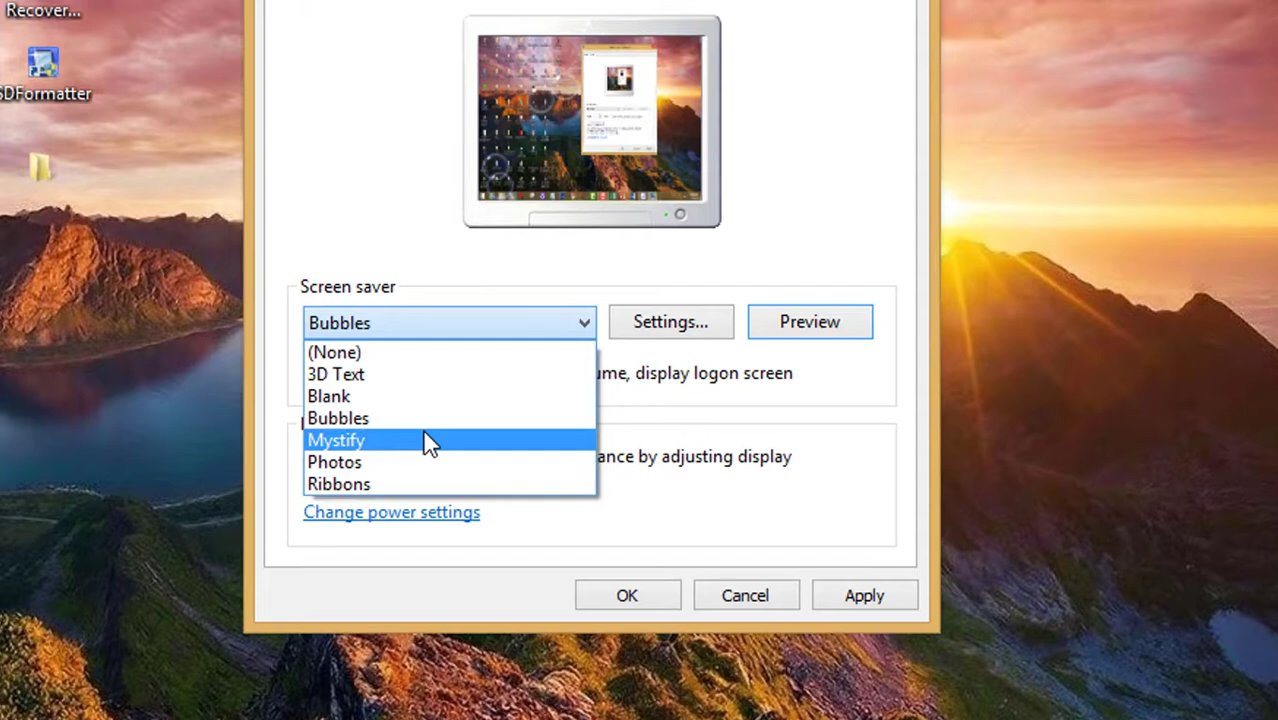 Recover...
SDFormatter
Screen saver
Bubbles
Settings...
Preview
(None)
3D Text
Blank
Bubbles
Mystify
Photos
Ribbons
ume, display logon screen
ance by adjusting display
Change power settings
OK
Cancel
Apply